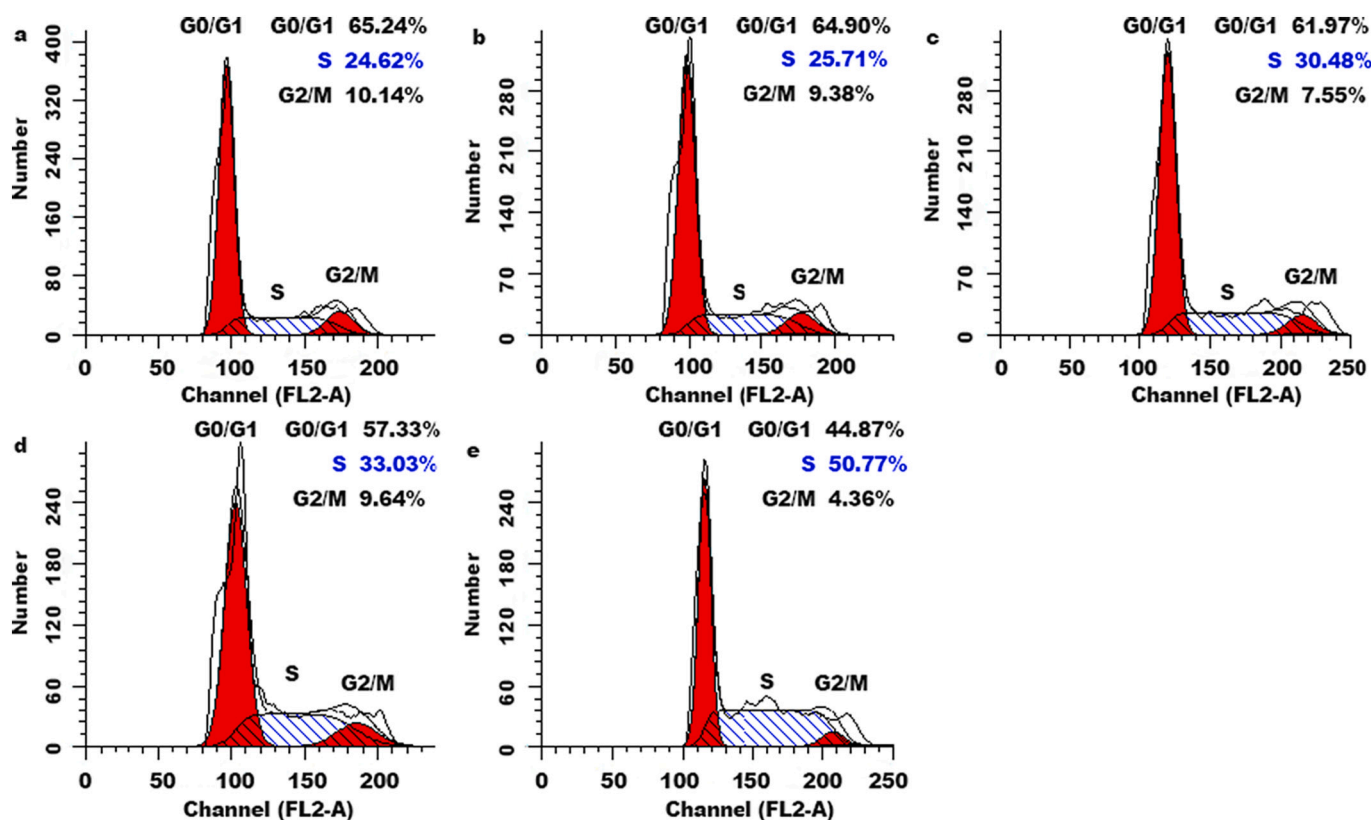 a
G0/G1 G0/G1 65.24%
S 24.62%
G2/M 10.14%
400
320
240
160
80
0
Number
S
G2/M
0 50 100 150 200
Channel (FL2-A)
b
G0/G1 G0/G1 64.90%
S 25.71%
G2/M 9.38%
280
210
140
70
0
Number
S
G2/M
0 50 100 150 200
Channel (FL2-A)
c
G0/G1 G0/G1 61.97%
S 30.48%
G2/M 7.55%
280
210
140
70
0
Number
S
G2/M
0 50 100 150 200 250
Channel (FL2-A)
d
G0/G1 G0/G1 57.33%
S 33.03%
G2/M 9.64%
240
180
120
60
0
Number
S
G2/M
0 50 100 150 200
Channel (FL2-A)
e
G0/G1 G0/G1 44.87%
S 50.77%
G2/M 4.36%
240
180
120
60
0
Number
S
G2/M
0 50 100 150 200 250
Channel (FL2-A)